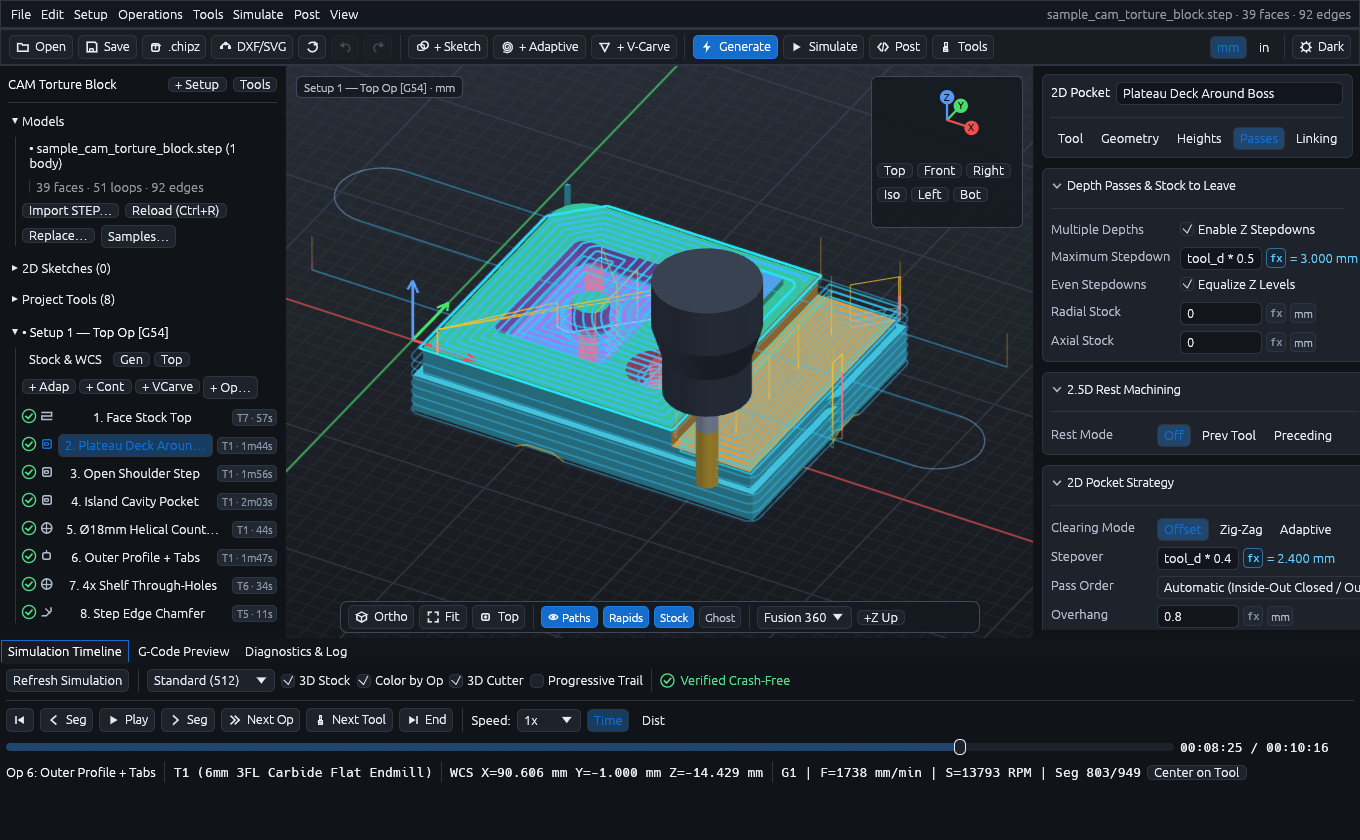 File Edit Setup Operations Tools Simulate Post View
sample_cam_torture_block.step · 39 faces · 92 edges
Open Save .chipz DXF/SVG + Sketch + Adaptive + V-Carve Generate Simulate Post Tools mm in Dark
CAM Torture Block + Setup Tools
Models
• sample_cam_torture_block.step (1
body)
39 faces · 51 loops · 92 edges
Import STEP... Reload (Ctrl+R)
Replace... Samples...
2D Sketches (0)
Project Tools (8)
• Setup 1 — Top Op [G54]
Stock & WCS Gen Top
+ Adap + Cont + VCarve + Op...
1. Face Stock Top T7 · 57s
2. Plateau Deck Aroun... T1 · 1m44s
3. Open Shoulder Step T1 · 1m56s
4. Island Cavity Pocket T1 · 2m03s
5. Ø18mm Helical Count... T1 · 44s
6. Outer Profile + Tabs T1 · 1m47s
7. 4x Shelf Through-Holes T6 · 34s
8. Step Edge Chamfer T5 · 11s
Setup 1 — Top Op [G54] · mm
Z
Y
X
Top Front Right
Iso Left Bot
Ortho Fit Top Paths Rapids Stock Ghost Fusion 360 +Z Up
2D Pocket Plateau Deck Around Boss
Tool Geometry Heights Passes Linking
Depth Passes & Stock to Leave
Multiple Depths Enable Z Stepdowns
Maximum Stepdown tool_d * 0.5 fx = 3.000 mm
Even Stepdowns Equalize Z Levels
Radial Stock 0 fx mm
Axial Stock 0 fx mm
2.5D Rest Machining
Rest Mode Off Prev Tool Preceding
2D Pocket Strategy
Clearing Mode Offset Zig-Zag Adaptive
Stepover tool_d * 0.4 fx = 2.400 mm
Pass Order Automatic (Inside-Out Closed / Ou
Overhang 0.8 fx mm
Simulation Timeline G-Code Preview Diagnostics & Log
Refresh Simulation Standard (512) 3D Stock Color by Op 3D Cutter Progressive Trail Verified Crash-Free
Seg Play Seg Next Op Next Tool End Speed: 1x Time Dist
00:08:25 / 00:10:16
Op 6: Outer Profile + Tabs T1 (6mm 3FL Carbide Flat Endmill) WCS X=90.606 mm Y=-1.000 mm Z=-14.429 mm G1 | F=1738 mm/min | S=13793 RPM | Seg 803/949 Center on Tool